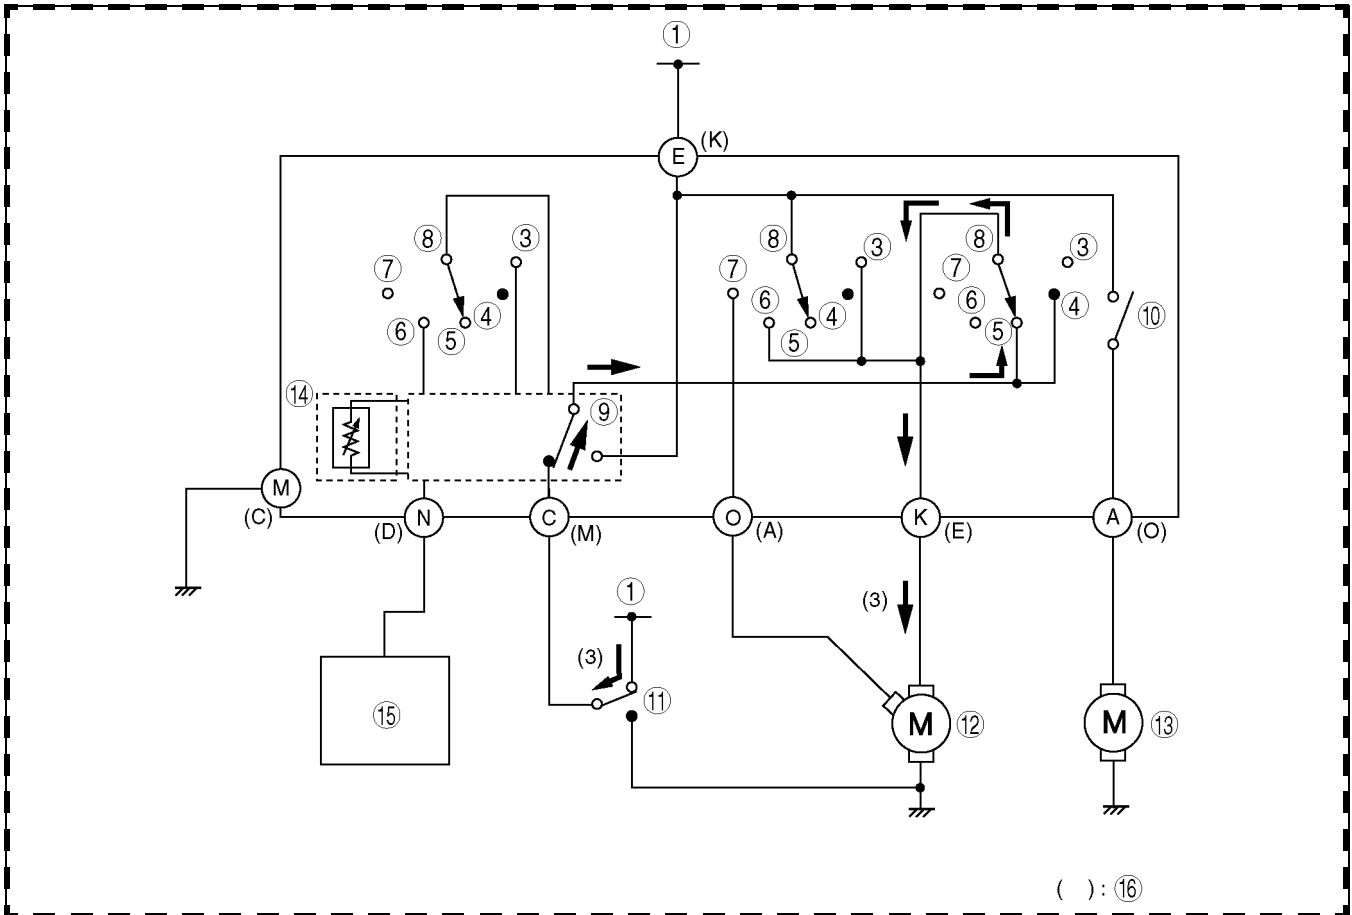 ①
E (K)
⑧ ③ ⑧ ③ ⑧ ③
⑦ ⑦ ⑦
⑥ ⑤ ④ ⑥ ⑤ ④ ⑥ ⑤ ④ ⑩
⑭ ⑨
M
(C) (D) N C (M) O (A) K (E) A (O)
①
(3) (3)
⑪
⑮ M ⑫ M ⑬
( ) : ⑯